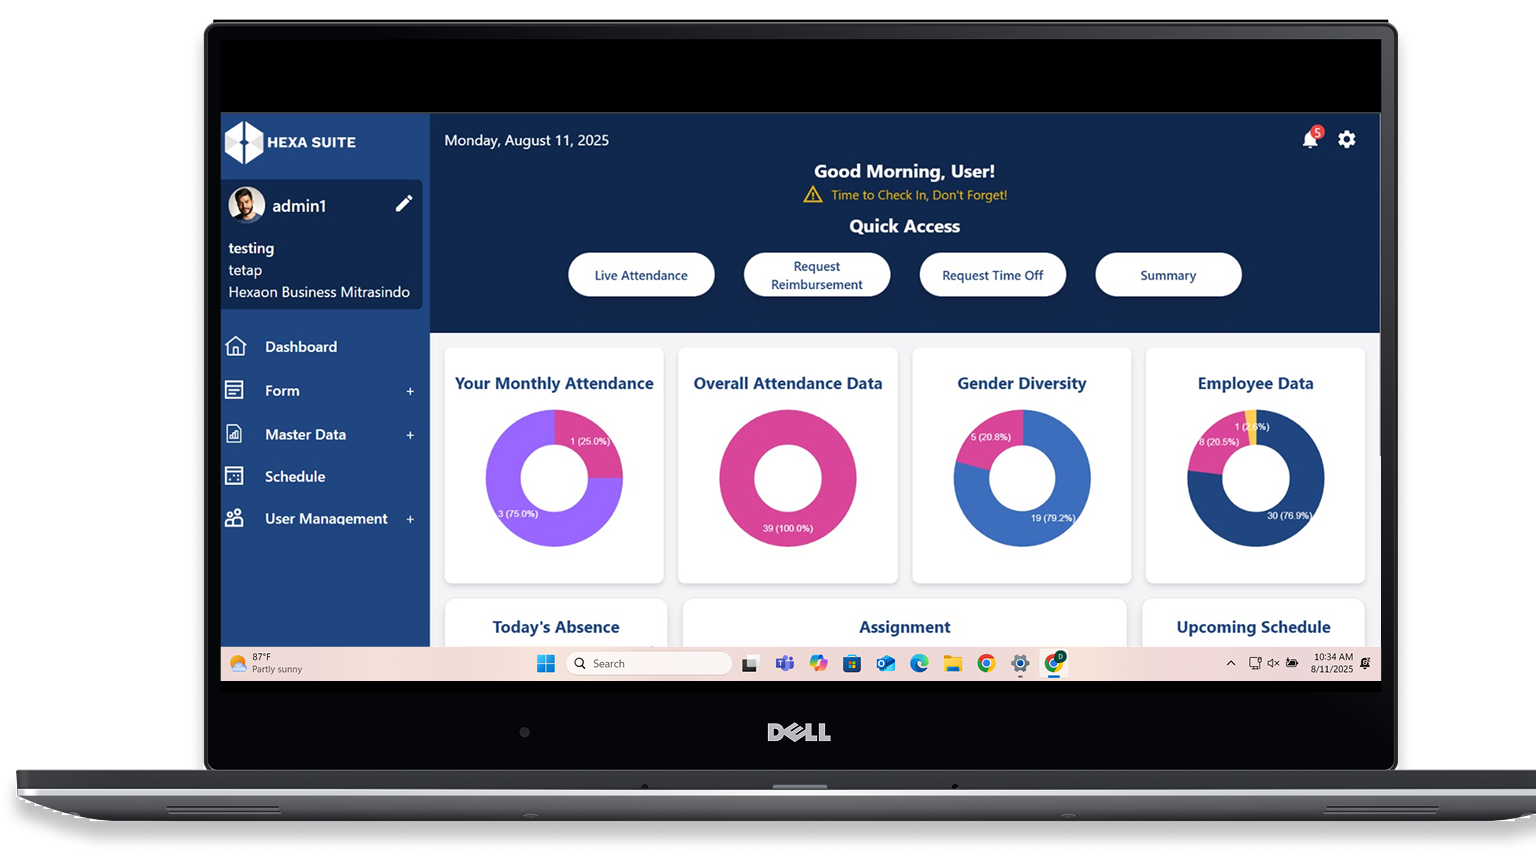 HEXA SUITE
Monday, August 11, 2025
5
Good Morning, User!
Time to Check In, Don't Forget!
Quick Access
Live Attendance
Request
Reimbursement
Request Time Off
Summary
admin1
testing
tetap
Hexaon Business Mitrasindo
Dashboard
Form +
Master Data +
Schedule
User Management +
Your Monthly Attendance
1 (25.0%)
3 (75.0%)
Overall Attendance Data
39 (100.0%)
Gender Diversity
5 (20.8%)
19 (79.2%)
Employee Data
1 (2.6%)
8 (20.5%)
30 (76.9%)
Today's Absence
Assignment
Upcoming Schedule
87°F
Partly sunny
Search
D
10:34 AM
8/11/2025
DELL